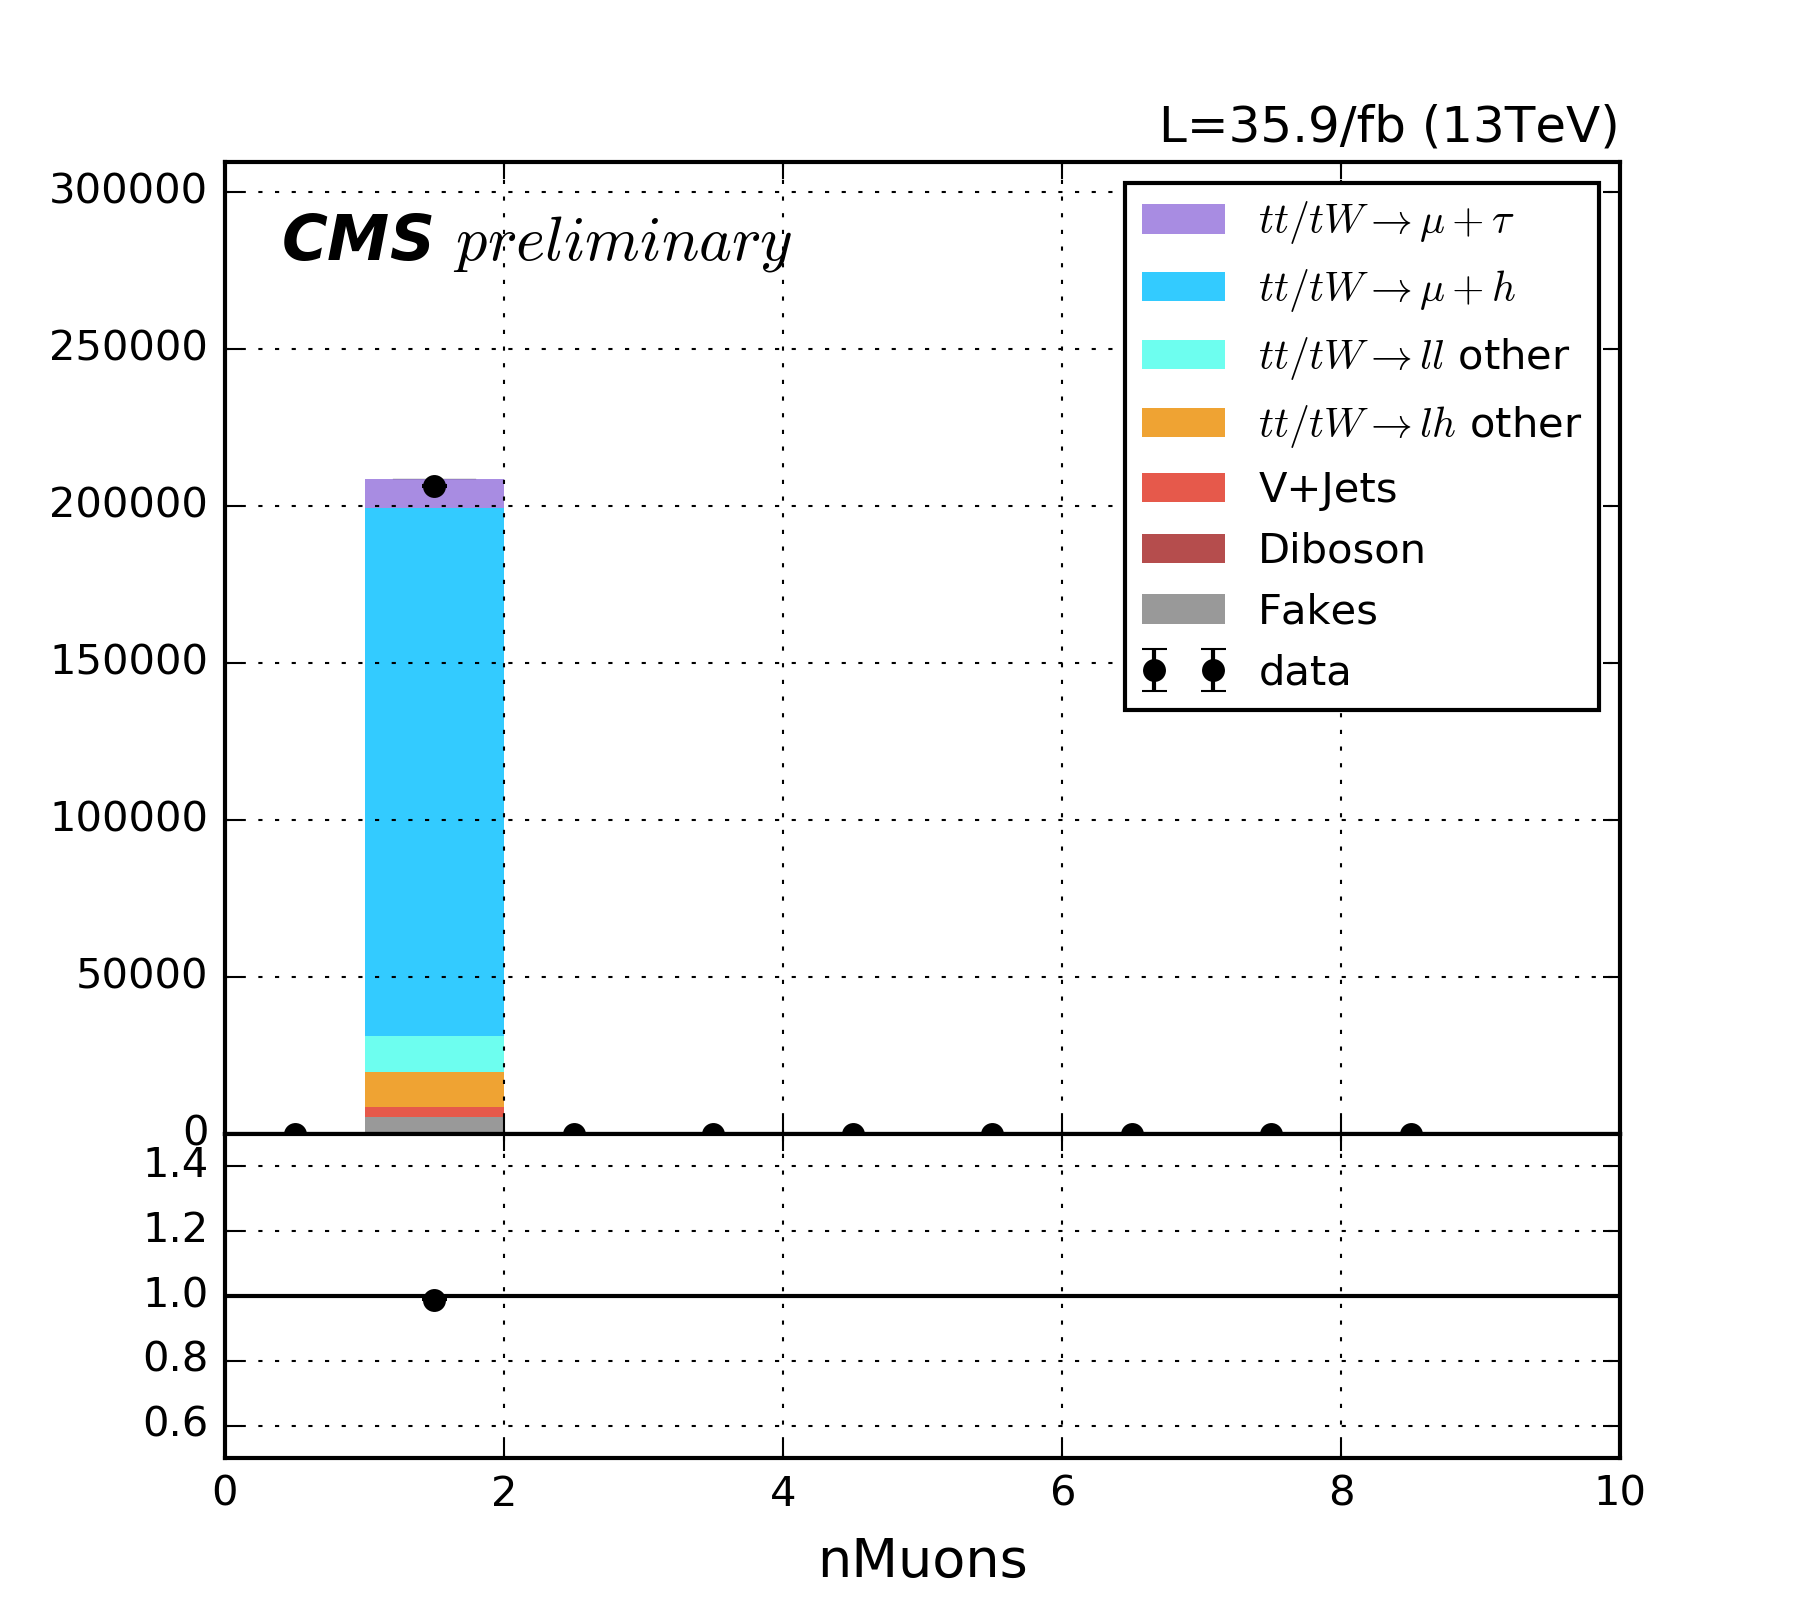 L=35.9/fb (13TeV)
300000
CMS preliminary
250000
200000
150000
100000
50000
0
tt/tW→μ+τ
tt/tW→μ+h
tt/tW→ll other
tt/tW→lh other
V+Jets
Diboson
Fakes
data
1.4
1.2
1.0
0.8
0.6
0 2 4 6 8 10
nMuons